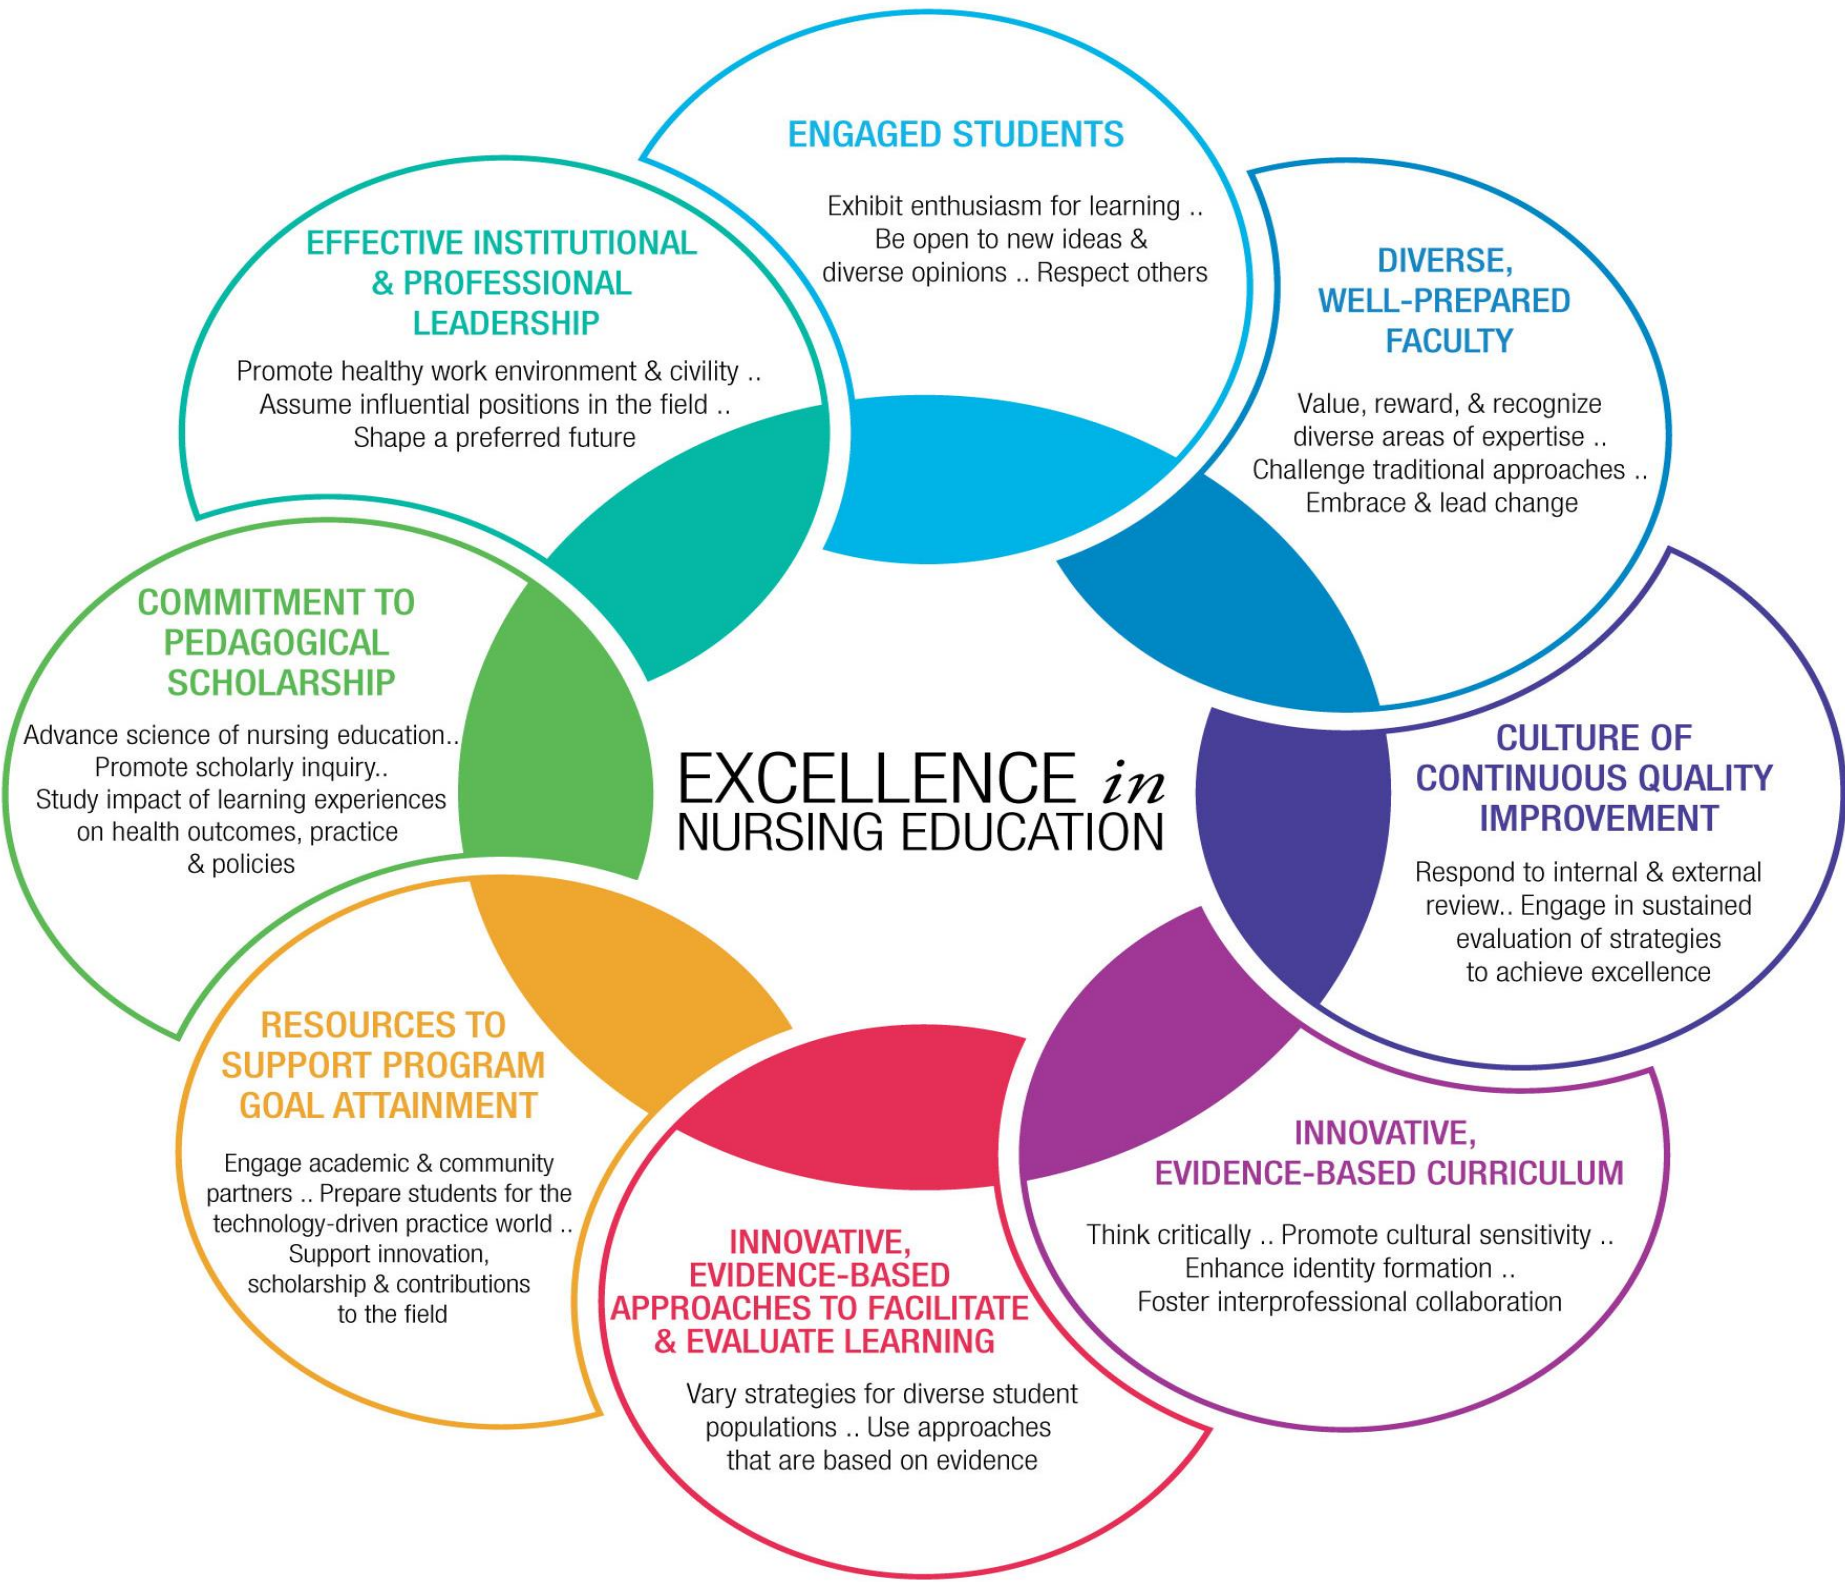 ENGAGED STUDENTS
Exhibit enthusiasm for learning ..
Be open to new ideas &
diverse opinions .. Respect others
DIVERSE,
WELL-PREPARED
FACULTY
Value, reward, & recognize
diverse areas of expertise ..
Challenge traditional approaches ..
Embrace & lead change
CULTURE OF
CONTINUOUS QUALITY
IMPROVEMENT
Respond to internal & external
review.. Engage in sustained
evaluation of strategies
to achieve excellence
INNOVATIVE,
EVIDENCE-BASED CURRICULUM
Think critically .. Promote cultural sensitivity ..
Enhance identity formation ..
Foster interprofessional collaboration
INNOVATIVE,
EVIDENCE-BASED
APPROACHES TO FACILITATE
& EVALUATE LEARNING
Vary strategies for diverse student
populations .. Use approaches
that are based on evidence
RESOURCES TO
SUPPORT PROGRAM
GOAL ATTAINMENT
Engage academic & community
partners .. Prepare students for the
technology-driven practice world ..
Support innovation,
scholarship & contributions
to the field
COMMITMENT TO
PEDAGOGICAL
SCHOLARSHIP
Advance science of nursing education..
Promote scholarly inquiry..
Study impact of learning experiences
on health outcomes, practice
& policies
EFFECTIVE INSTITUTIONAL
& PROFESSIONAL
LEADERSHIP
Promote healthy work environment & civility ..
Assume influential positions in the field ..
Shape a preferred future
EXCELLENCE in
NURSING EDUCATION